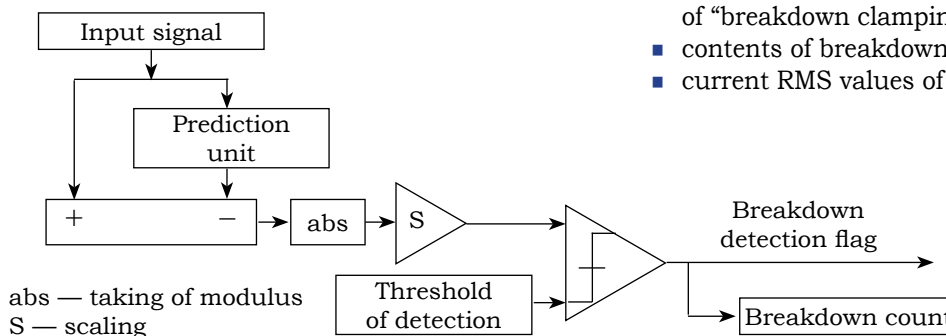 of “breakdown clampin
contents of breakdown
current RMS values of
Input signal
Prediction
unit
+ −
abs
S
Breakdown
detection flag
Threshold
of detection
Breakdown count
abs — taking of modulus
S — scaling